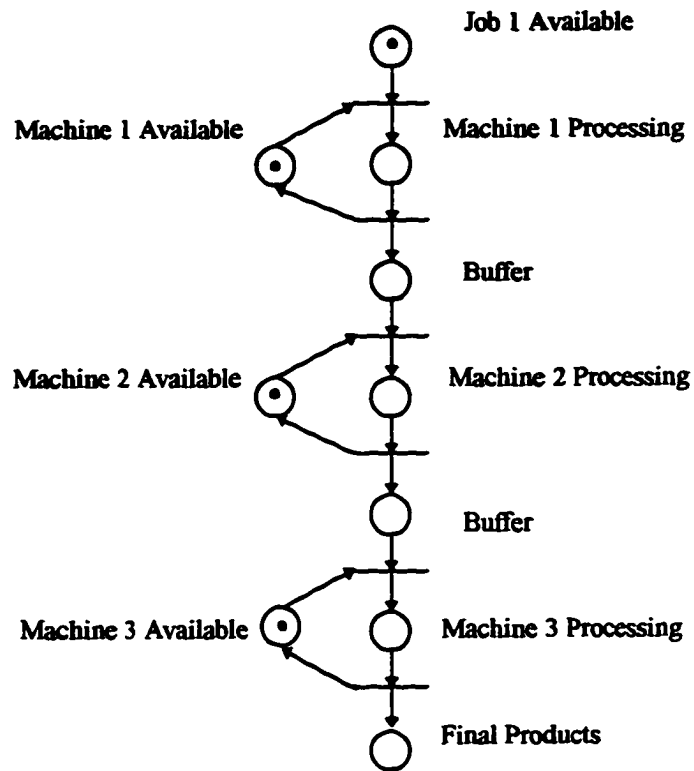 Job 1 Available
Machine 1 Available
Machine 1 Processing
Buffer
Machine 2 Available
Machine 2 Processing
Buffer
Machine 3 Available
Machine 3 Processing
Final Products